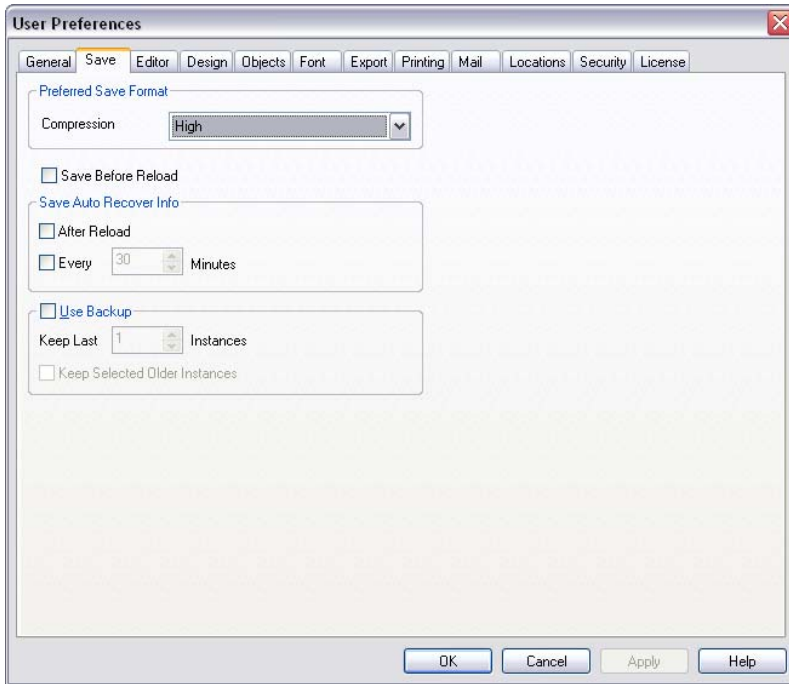 User Preferences
General Save Editor Design Objects Font Export Printing Mail Locations Security License
Preferred Save Format
Compression High
Save Before Reload
Save Auto Recover Info
After Reload
Every 30 Minutes
Use Backup
Keep Last 1 Instances
Keep Selected Older Instances
OK Cancel Apply Help